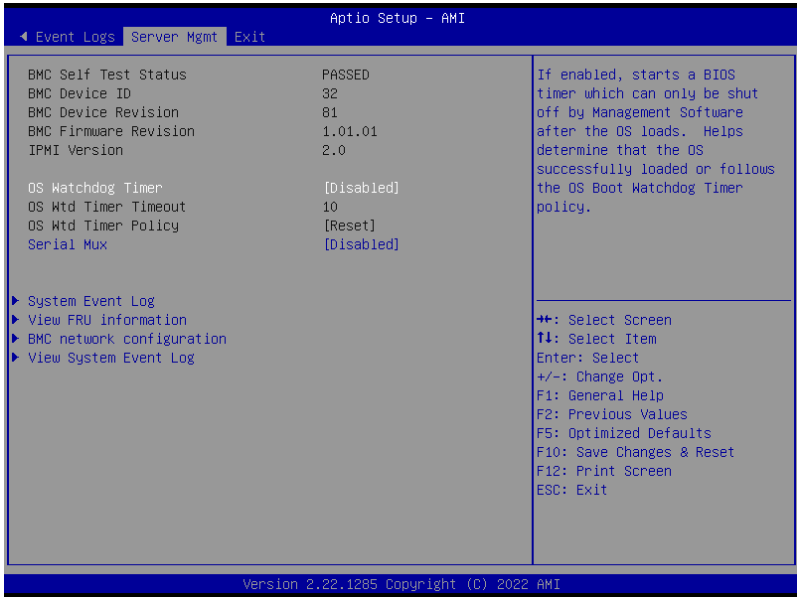 Aptio Setup – AMI
Event Logs Server Mgmt Exit
BMC Self Test Status PASSED
BMC Device ID 32
BMC Device Revision 81
BMC Firmware Revision 1.01.01
IPMI Version 2.0
OS Watchdog Timer [Disabled]
OS Wtd Timer Timeout 10
OS Wtd Timer Policy [Reset]
Serial Mux [Disabled]
System Event Log
View FRU information
BMC network configuration
View System Event Log
If enabled, starts a BIOS
timer which can only be shut
off by Management Software
after the OS loads.  Helps
determine that the OS
successfully loaded or follows
the OS Boot Watchdog Timer
policy.
→←: Select Screen
↑↓: Select Item
Enter: Select
+/-: Change Opt.
F1: General Help
F2: Previous Values
F5: Optimized Defaults
F10: Save Changes & Reset
F12: Print Screen
ESC: Exit
Version 2.22.1285 Copyright (C) 2022 AMI